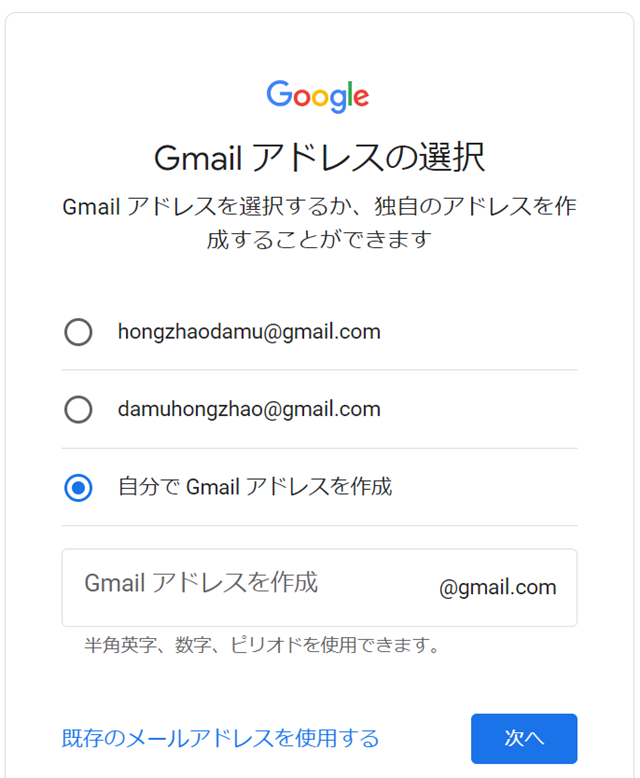 Google
Gmail アドレスの選択
Gmail アドレスを選択するか、独自のアドレスを作
成することができます
hongzhaodamu@gmail.com
damuhongzhao@gmail.com
自分で Gmail アドレスを作成
Gmail アドレスを作成 @gmail.com
半角英字、数字、ピリオドを使用できます。
既存のメールアドレスを使用する 次へ